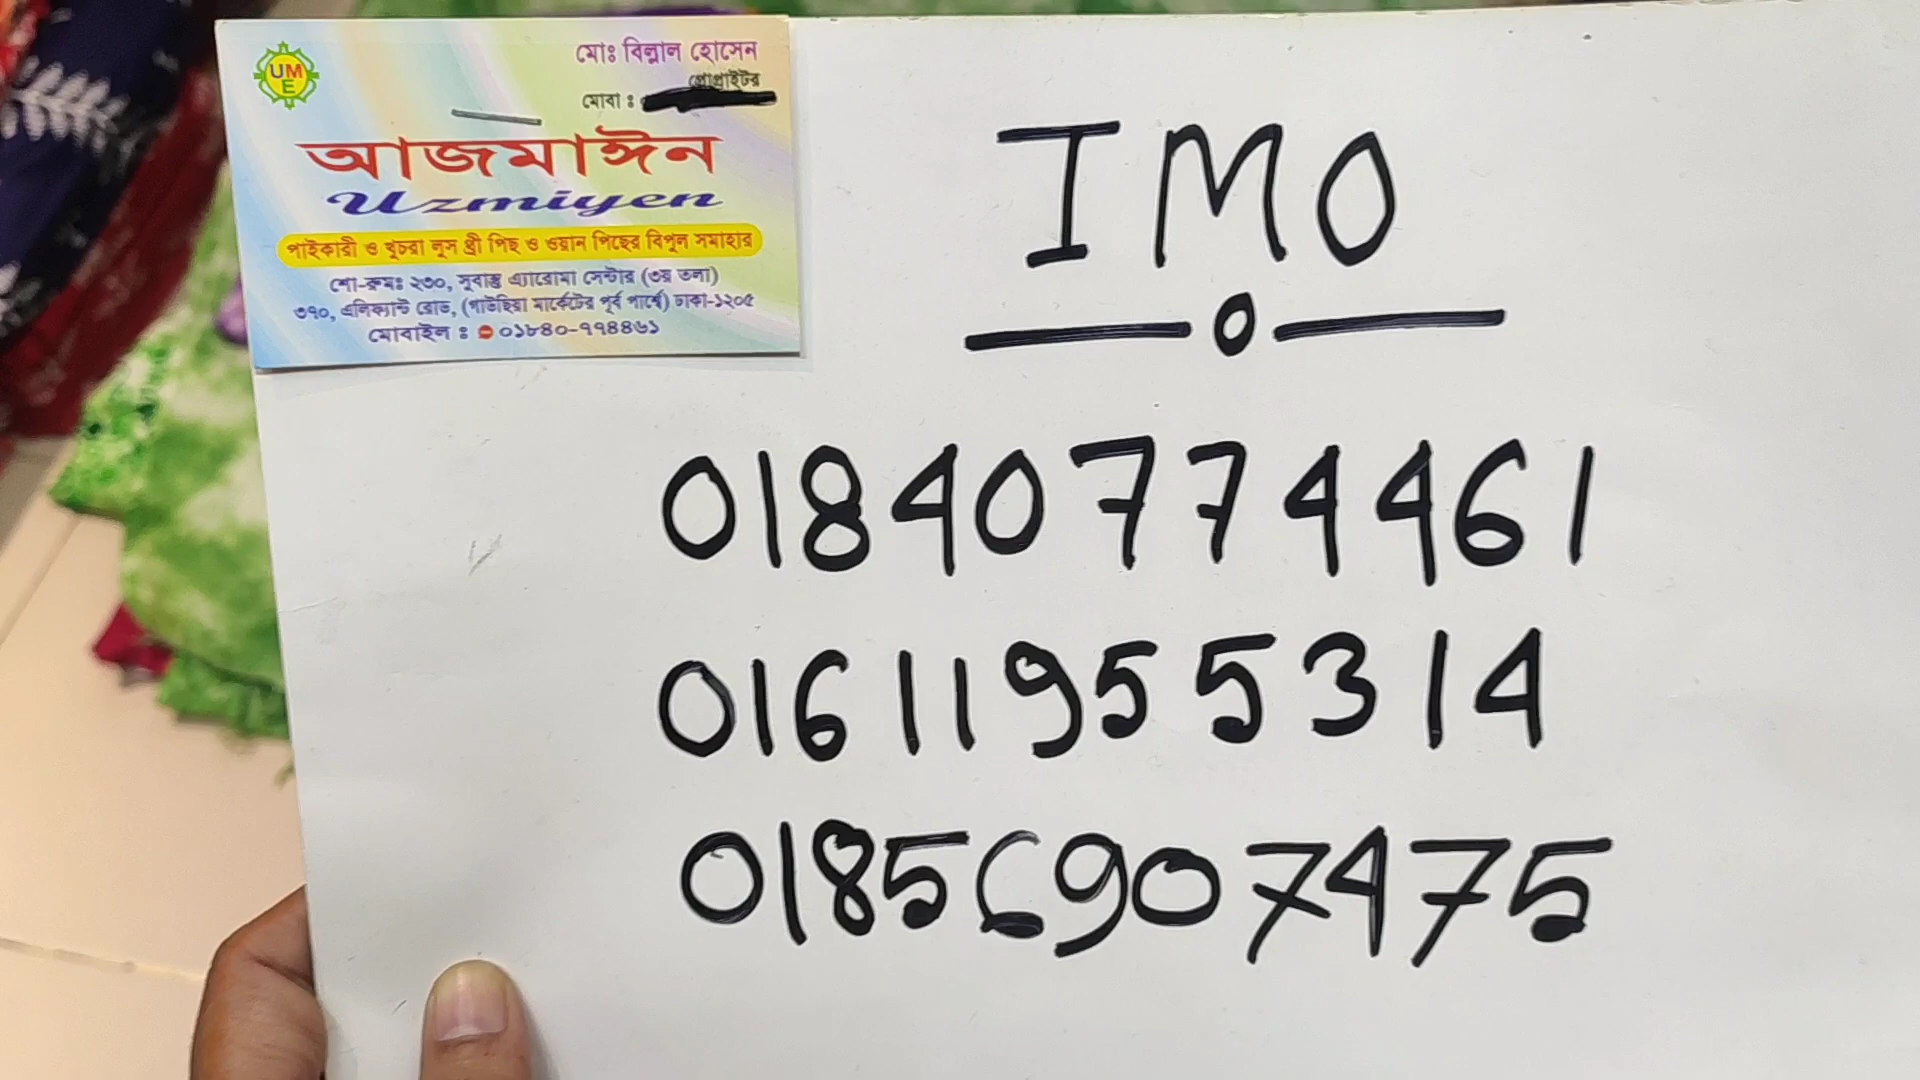 UME
মোঃ বিল্লাল হোসেন
প্রোপ্রাইটর
মোবা :
আজমাঈন
Uzmiyen
পাইকারী ও খুচরা লুস থ্রী পিছ ও ওয়ান পিছের বিপুল সমাহার
শো-রুমঃ ২৩০, সুবাস্তু এ্যারোমা সেন্টার (৩য় তলা)
৩৭০, এলিফ্যান্ট রোড, (গাউছিয়া মার্কেটের পূর্ব পার্শ্বে) ঢাকা-১২০৫
মোবাইল : ০১৮৪০-৭৭৪৪৬১
IMO
01840774461
01611955314
01856907475